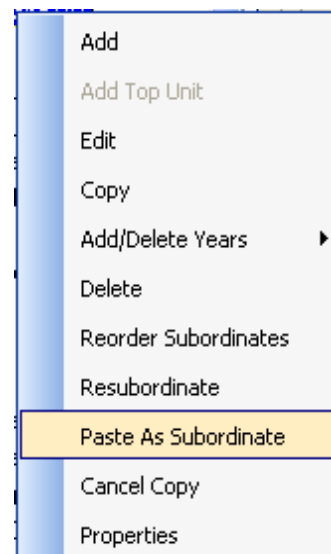 Add
Add Top Unit
Edit
Copy
Add/Delete Years
Delete
Reorder Subordinates
Resubordinate
Paste As Subordinate
Cancel Copy
Properties